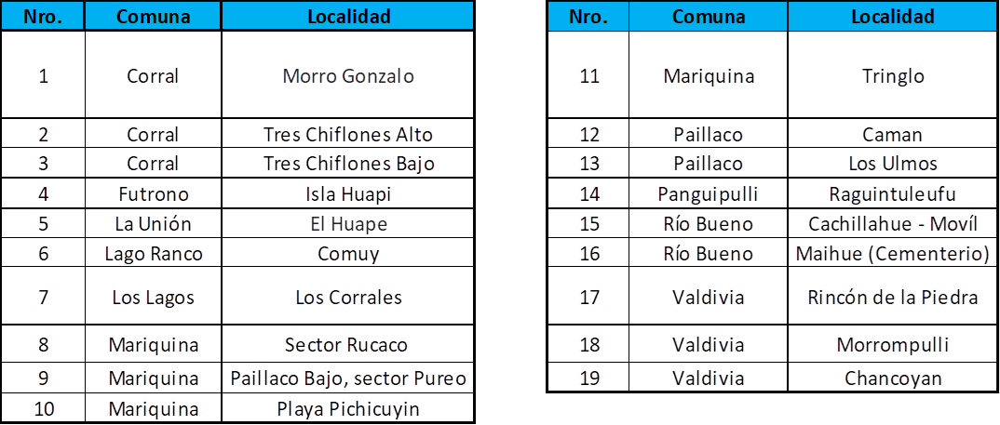 Nro. Comuna Localidad
1 Corral Morro Gonzalo
2 Corral Tres Chiflones Alto
3 Corral Tres Chiflones Bajo
4 Futrono Isla Huapi
5 La Unión El Huape
6 Lago Ranco Comuy
7 Los Lagos Los Corrales
8 Mariquina Sector Rucaco
9 Mariquina Paillaco Bajo, sector Pureo
10 Mariquina Playa Pichicuyin
Nro. Comuna Localidad
11 Mariquina Tringlo
12 Paillaco Caman
13 Paillaco Los Ulmos
14 Panguipulli Raguintuleufu
15 Río Bueno Cachillahue - Movíl
16 Río Bueno Maihue (Cementerio)
17 Valdivia Rincón de la Piedra
18 Valdivia Morrompulli
19 Valdivia Chancoyan